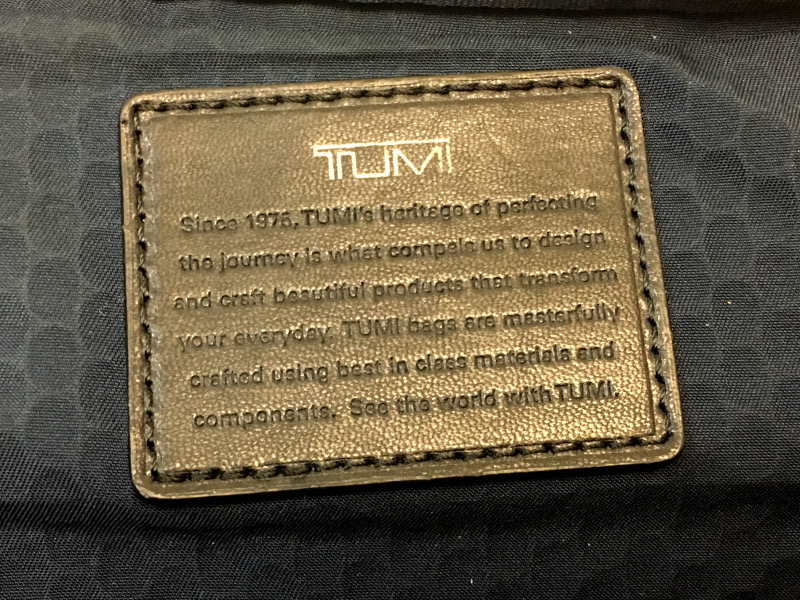 TUMI
Since 1975, TUMI's heritage of perfecting
the journey is what compels us to design
and craft beautiful products that transform
your everyday. TUMI bags are masterfully
crafted using best in class materials and
components. See the world with TUMI.